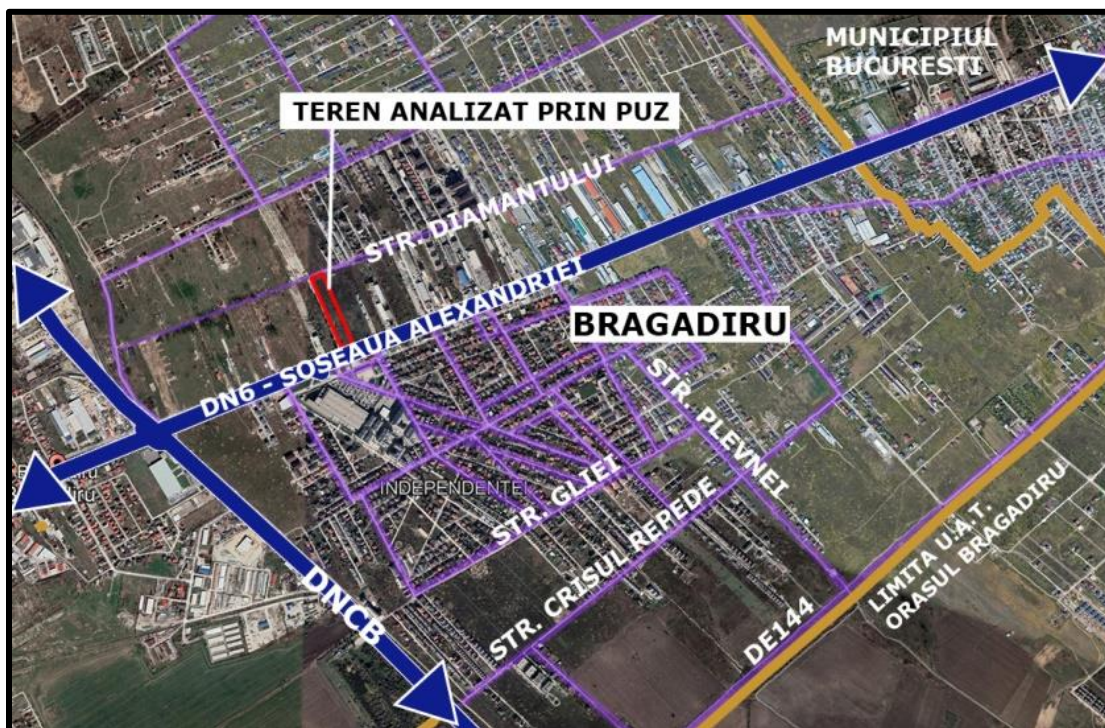 MUNICIPIUL
BUCURESTI
TEREN ANALIZAT PRIN PUZ
STR. DIAMANTULUI
DN6 - SOSEAUA ALEXANDRIEI
BRAGADIRU
STR. PLEVNEI
INDEPENDENTEI
STR. GLIEI
STR. CRISUL REPEDE
DNCB
DE144
LIMITA U.A.T.
ORASUL BRAGADIRU